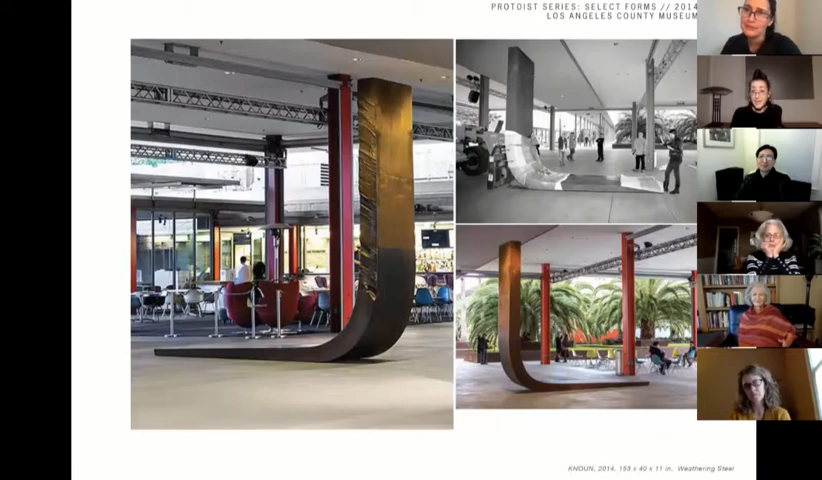 PROTOIST SERIES: SELECT FORMS // 2014
LOS ANGELES COUNTY MUSEUM
KNOUN, 2014, 153 x 40 x 11 in. Weathering Steel